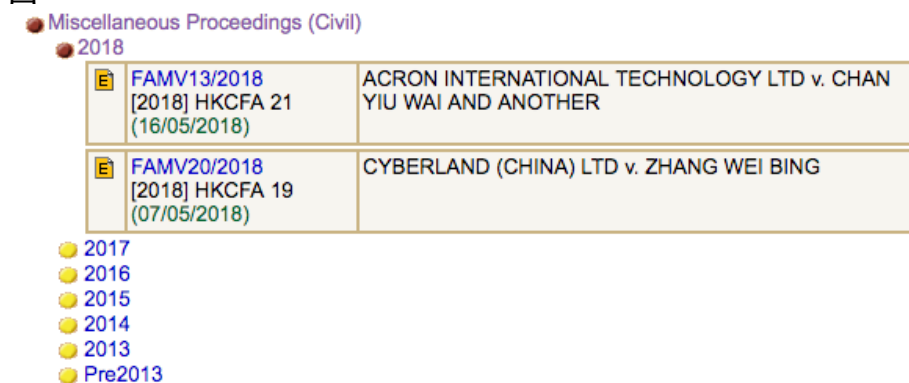 Miscellaneous Proceedings (Civil)
2018
E FAMV13/2018 ACRON INTERNATIONAL TECHNOLOGY LTD v. CHAN
[2018] HKCFA 21 YIU WAI AND ANOTHER
(16/05/2018)
E FAMV20/2018 CYBERLAND (CHINA) LTD v. ZHANG WEI BING
[2018] HKCFA 19
(07/05/2018)
2017
2016
2015
2014
2013
Pre2013